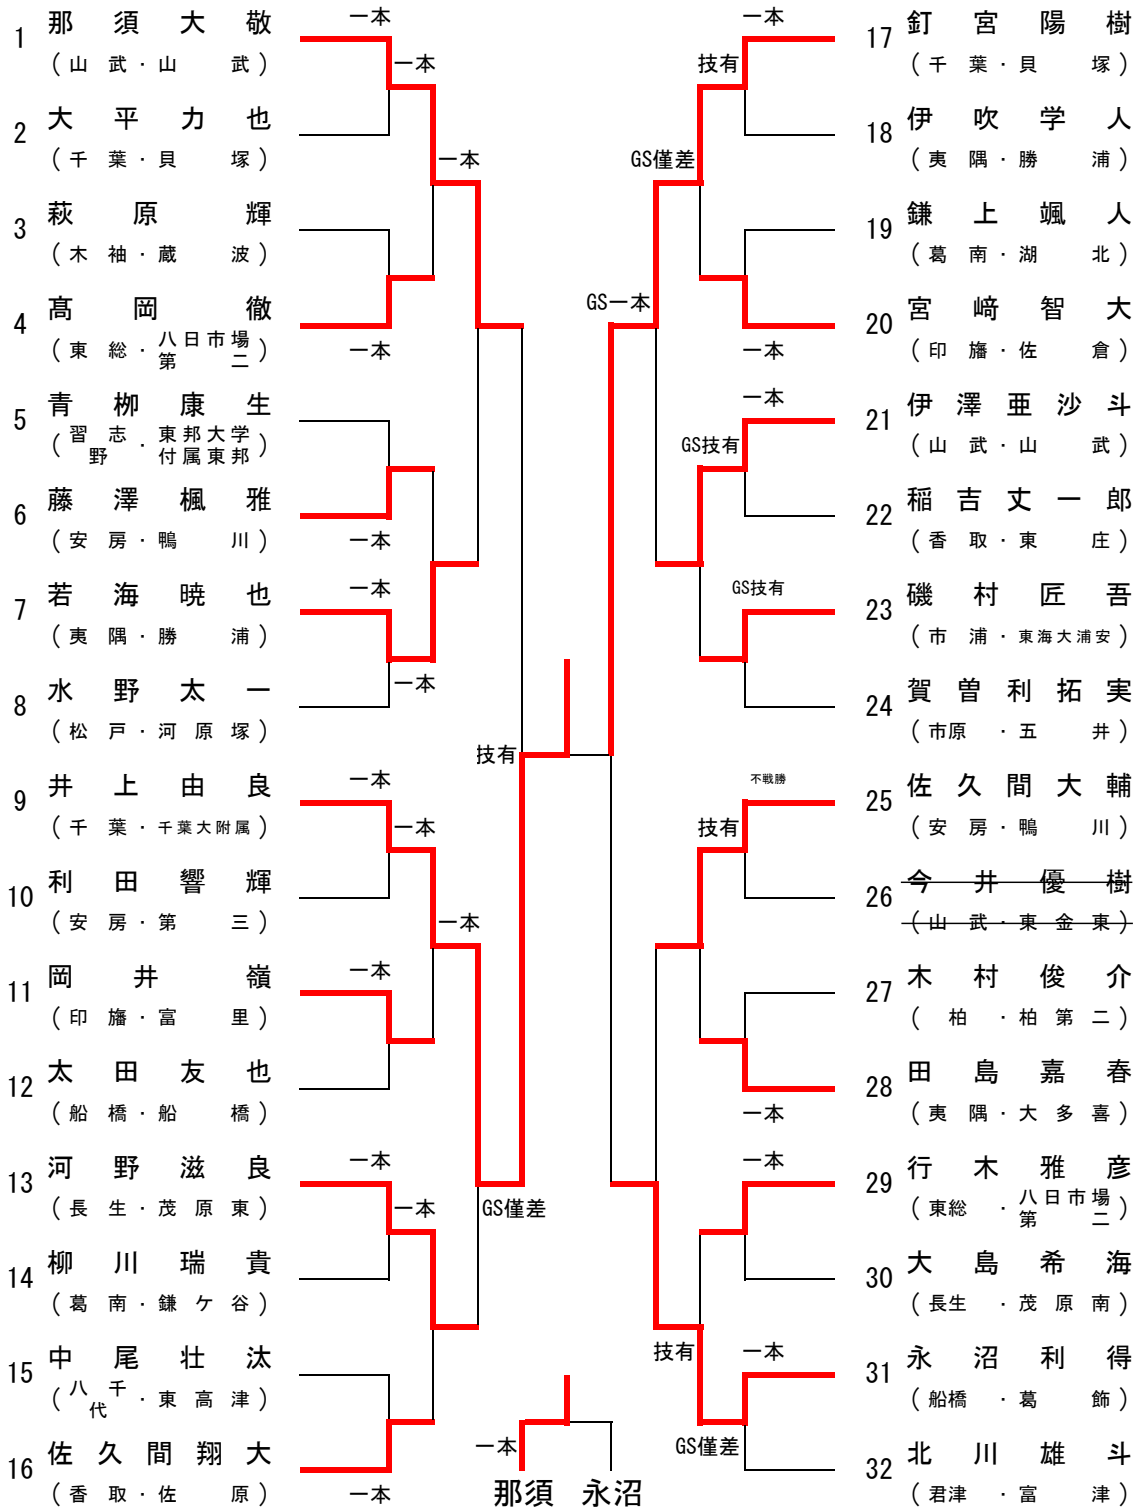 一本
1 那須大敬
(山武・山武)
一本
2 大平力也
(千葉・貝塚)
一本
3 萩原輝
(木袖・蔵波)
4 髙岡徹
(東総・八日市場第二)
一本
5 青栁康生
(習志野・東邦大学付属東邦)
6 藤澤楓雅
(安房・鴨川)
一本
一本
7 若海暁也
(夷隅・勝浦)
一本
8 水野太一
(松戸・河原塚)
技有
一本
9 井上由良
(千葉・千葉大附属)
一本
10 利田響輝
(安房・第三)
一本
一本
11 岡井嶺
(印旛・富里)
12 太田友也
(船橋・船橋)
一本
13 河野滋良
(長生・茂原東)
一本
GS僅差
14 柳川瑞貴
(葛南・鎌ケ谷)
15 中尾壮汰
(八千代・東高津)
16 佐久間翔大
(香取・佐原)
一本
一本
17 釘宮陽樹
(千葉・貝塚)
技有
18 伊吹学人
(夷隅・勝浦)
GS僅差
19 鎌上颯人
(葛南・湖北)
GS一本
20 宮﨑智大
(印旛・佐倉)
一本
一本
21 伊澤亜沙斗
(山武・山武)
GS技有
22 稲吉丈一郎
(香取・東庄)
GS技有
23 磯村匠吾
(市浦・東海大浦安)
24 賀曽利拓実
(市原・五井)
不戦勝
25 佐久間大輔
(安房・鴨川)
技有
26 今井優樹
(山武・東金東)
27 木村俊介
(柏・柏第二)
28 田島嘉春
(夷隅・大多喜)
一本
一本
29 行木雅彦
(東総・八日市場第二)
30 大島希海
(長生・茂原南)
技有
一本
31 永沼利得
(船橋・葛飾)
GS僅差
32 北川雄斗
(君津・富津)
一本
那須 永沼